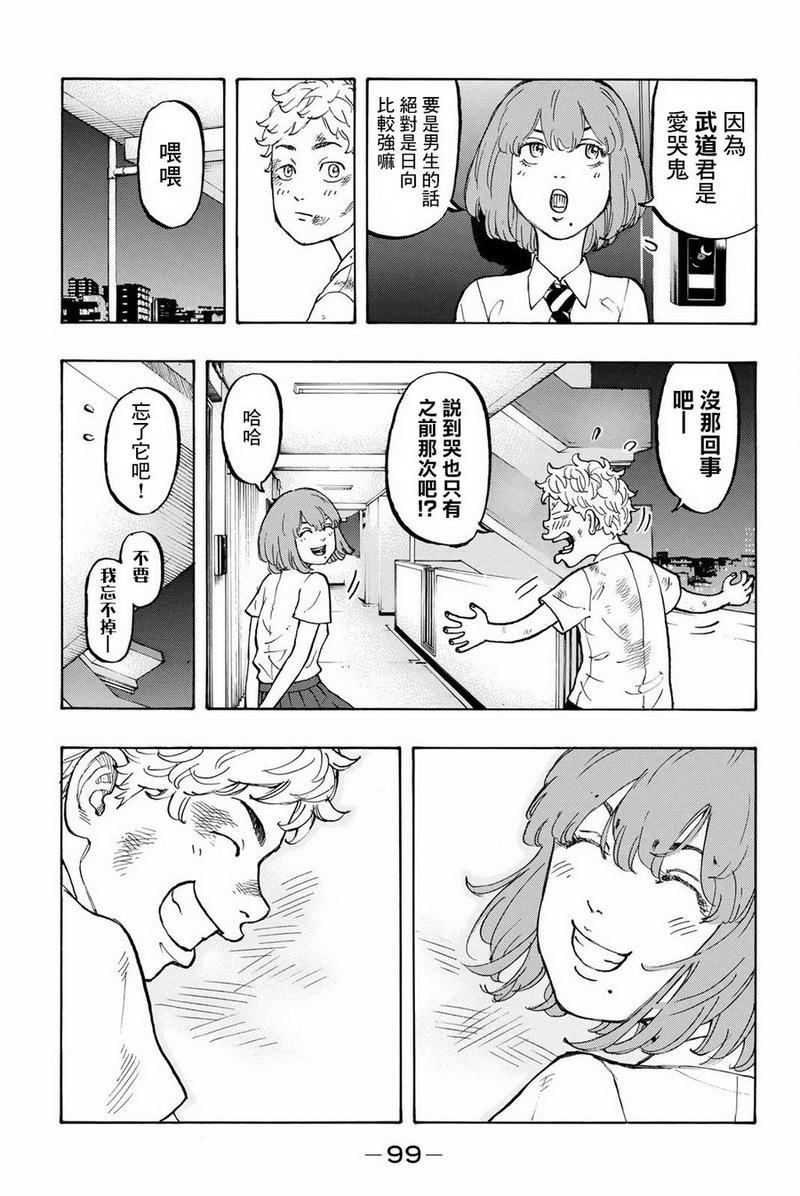 因為
武道君是
愛哭鬼
要是男生的話
絕對是日向
比較強嘛
喂喂
沒那回事
吧—
說到哭也只有
之前那次吧!?
哈哈
忘了它吧!
不要
我忘不掉—
—99—